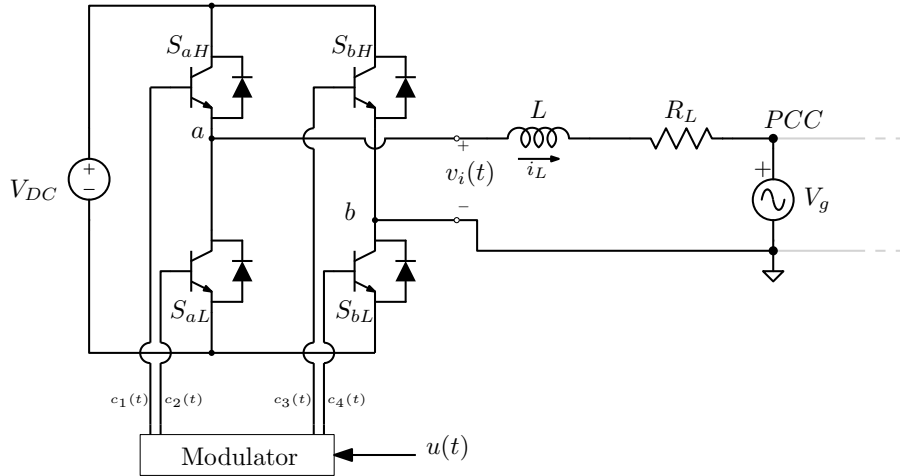 S_{aH}
S_{bH}
a
L
R_L
PCC
+
+
+
−
V_{DC}
i_L
v_i(t)
V_g
b
−
S_{aL}
S_{bL}
c_1(t)
c_2(t)
c_3(t)
c_4(t)
Modulator
u(t)